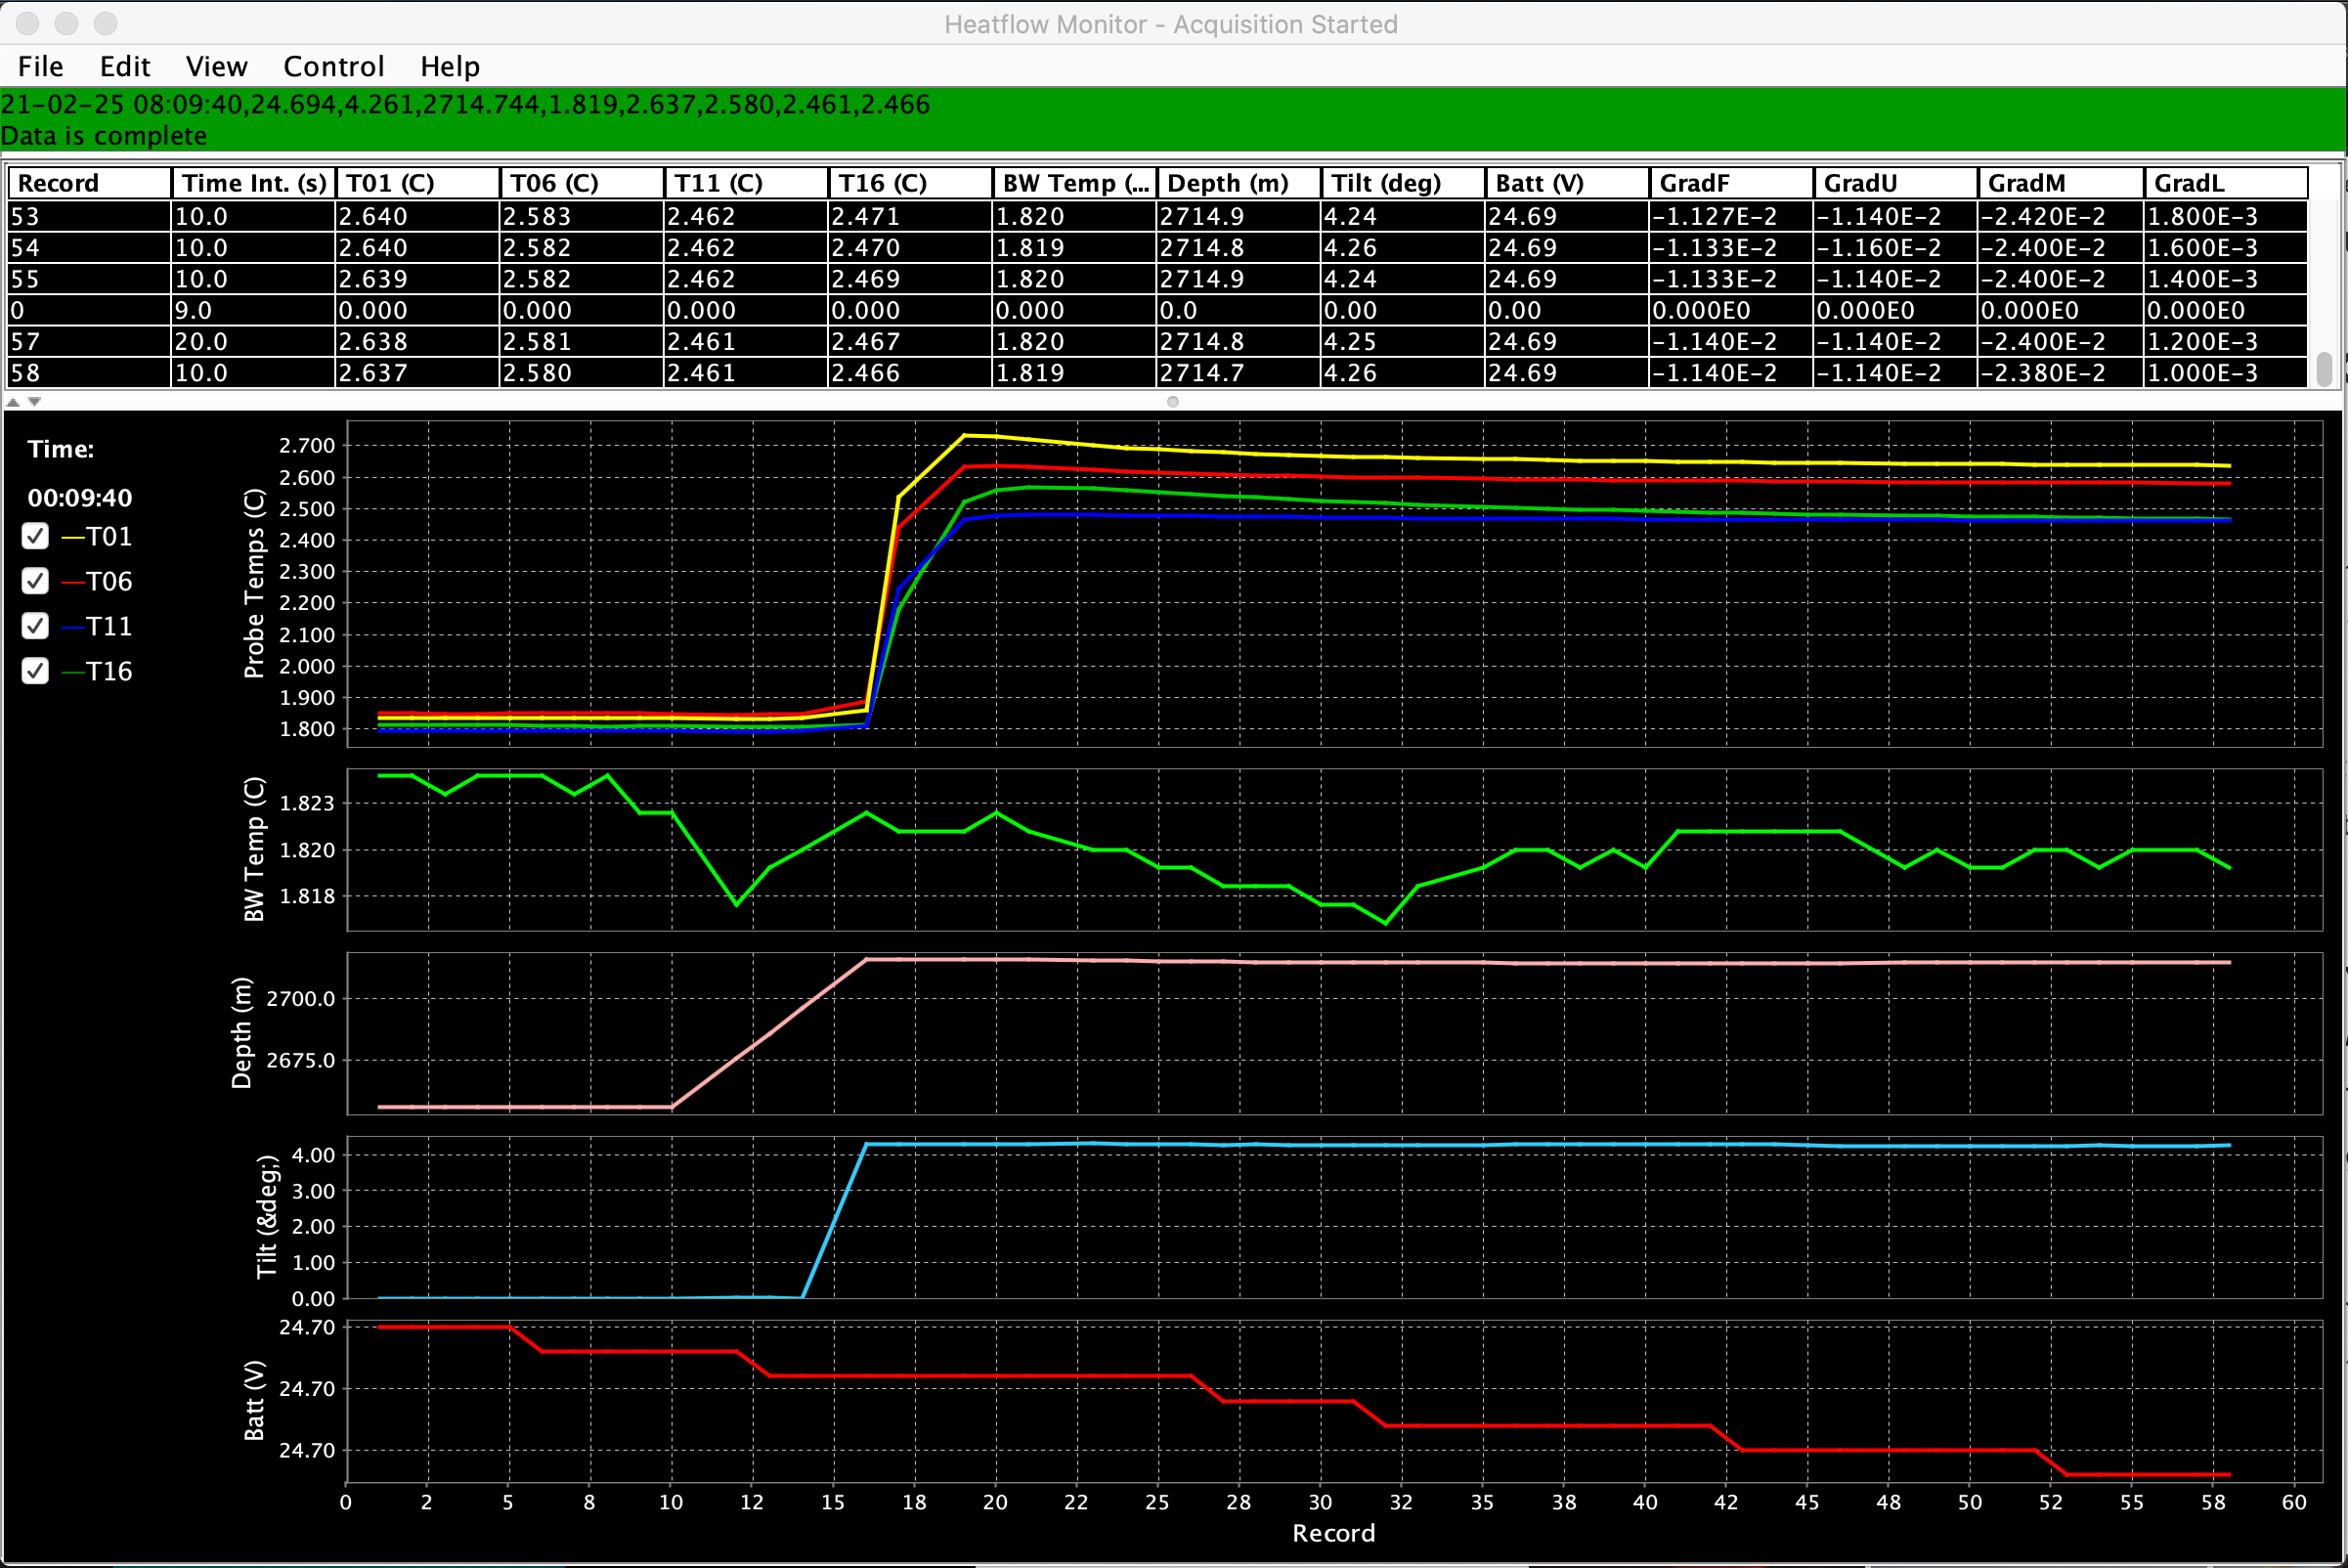 Heatflow Monitor - Acquisition Started
File Edit View Control Help
21-02-25 08:09:40,24.694,4.261,2714.744,1.819,2.637,2.580,2.461,2.466
Data is complete
Record Time Int. (s) T01 (C) T06 (C) T11 (C) T16 (C) BW Temp (... Depth (m) Tilt (deg) Batt (V) GradF GradU GradM GradL
53 10.0 2.640 2.583 2.462 2.471 1.820 2714.9 4.24 24.69 -1.127E-2 -1.140E-2 -2.420E-2 1.800E-3
54 10.0 2.640 2.582 2.462 2.470 1.819 2714.8 4.26 24.69 -1.133E-2 -1.160E-2 -2.400E-2 1.600E-3
55 10.0 2.639 2.582 2.462 2.469 1.820 2714.9 4.24 24.69 -1.133E-2 -1.140E-2 -2.400E-2 1.400E-3
0 9.0 0.000 0.000 0.000 0.000 0.000 0.0 0.00 0.00 0.000E0 0.000E0 0.000E0 0.000E0
57 20.0 2.638 2.581 2.461 2.467 1.820 2714.8 4.25 24.69 -1.140E-2 -1.140E-2 -2.400E-2 1.200E-3
58 10.0 2.637 2.580 2.461 2.466 1.819 2714.7 4.26 24.69 -1.140E-2 -1.140E-2 -2.380E-2 1.000E-3
Time:
00:09:40
T01
T06
T11
T16
Probe Temps (C)
2.700
2.600
2.500
2.400
2.300
2.200
2.100
2.000
1.900
1.800
BW Temp (C)
1.823
1.820
1.818
Depth (m)
2700.0
2675.0
Tilt (&deg;)
4.00
3.00
2.00
1.00
0.00
Batt (V)
24.70
24.70
24.70
0 2 5 8 10 12 15 18 20 22 25 28 30 32 35 38 40 42 45 48 50 52 55 58 60
Record